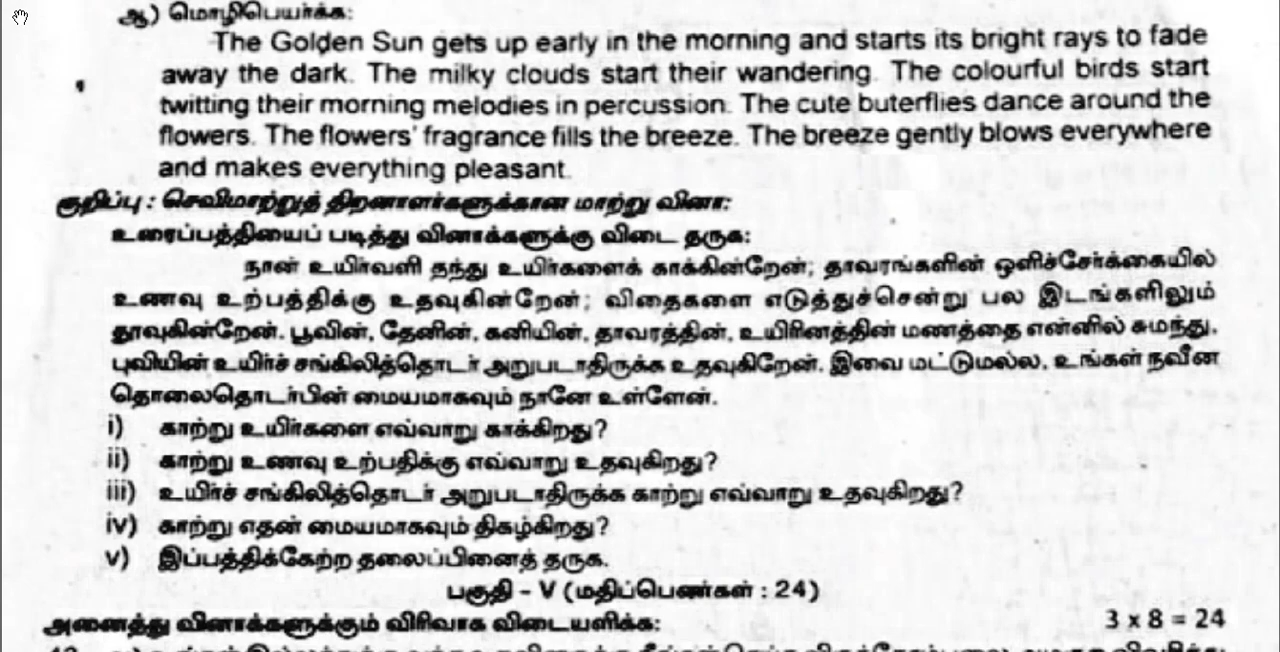 ஆ) மொழிபெயர்க்க:
The Golden Sun gets up early in the morning and starts its bright rays to fade
away the dark. The milky clouds start their wandering. The colourful birds start
twitting their morning melodies in percussion. The cute buterflies dance around the
flowers. The flowers' fragrance fills the breeze. The breeze gently blows everywhere
and makes everything pleasant.
குறிப்பு : செவிமாற்றுத் திறனாளர்களுக்கான மாற்று வினா:
உரைப்பத்தியைப் படித்து வினாக்களுக்கு விடை தருக:
நான் உயிர்வளி தந்து உயிர்களைக் காக்கின்றேன்; தாவரங்களின் ஒளிச்சேர்க்கையில்
உணவு உற்பத்திக்கு உதவுகின்றேன்; விதைகளை எடுத்துச்சென்று பல இடங்களிலும்
தூவுகின்றேன். பூவின், தேனின், கனியின், தாவரத்தின், உயிரினத்தின் மணத்தை என்னில் சுமந்து,
புவியின் உயிர்ச் சங்கிலித்தொடர் அறுபடாதிருக்க உதவுகிறேன். இவை மட்டுமல்ல, உங்கள் நவீன
தொலைதொடர்பின் மையமாகவும் நானே உள்ளேன்.
i) காற்று உயிர்களை எவ்வாறு காக்கிறது?
ii) காற்று உணவு உற்பதிக்கு எவ்வாறு உதவுகிறது?
iii) உயிர்ச் சங்கிலித்தொடர் அறுபடாதிருக்க காற்று எவ்வாறு உதவுகிறது?
iv) காற்று எதன் மையமாகவும் திகழ்கிறது?
v) இப்பத்திக்கேற்ற தலைப்பினைத் தருக.
பகுதி – V (மதிப்பெண்கள் : 24)
அனைத்து வினாக்களுக்கும் விரிவாக விடையளிக்க: 3 x 8 = 24